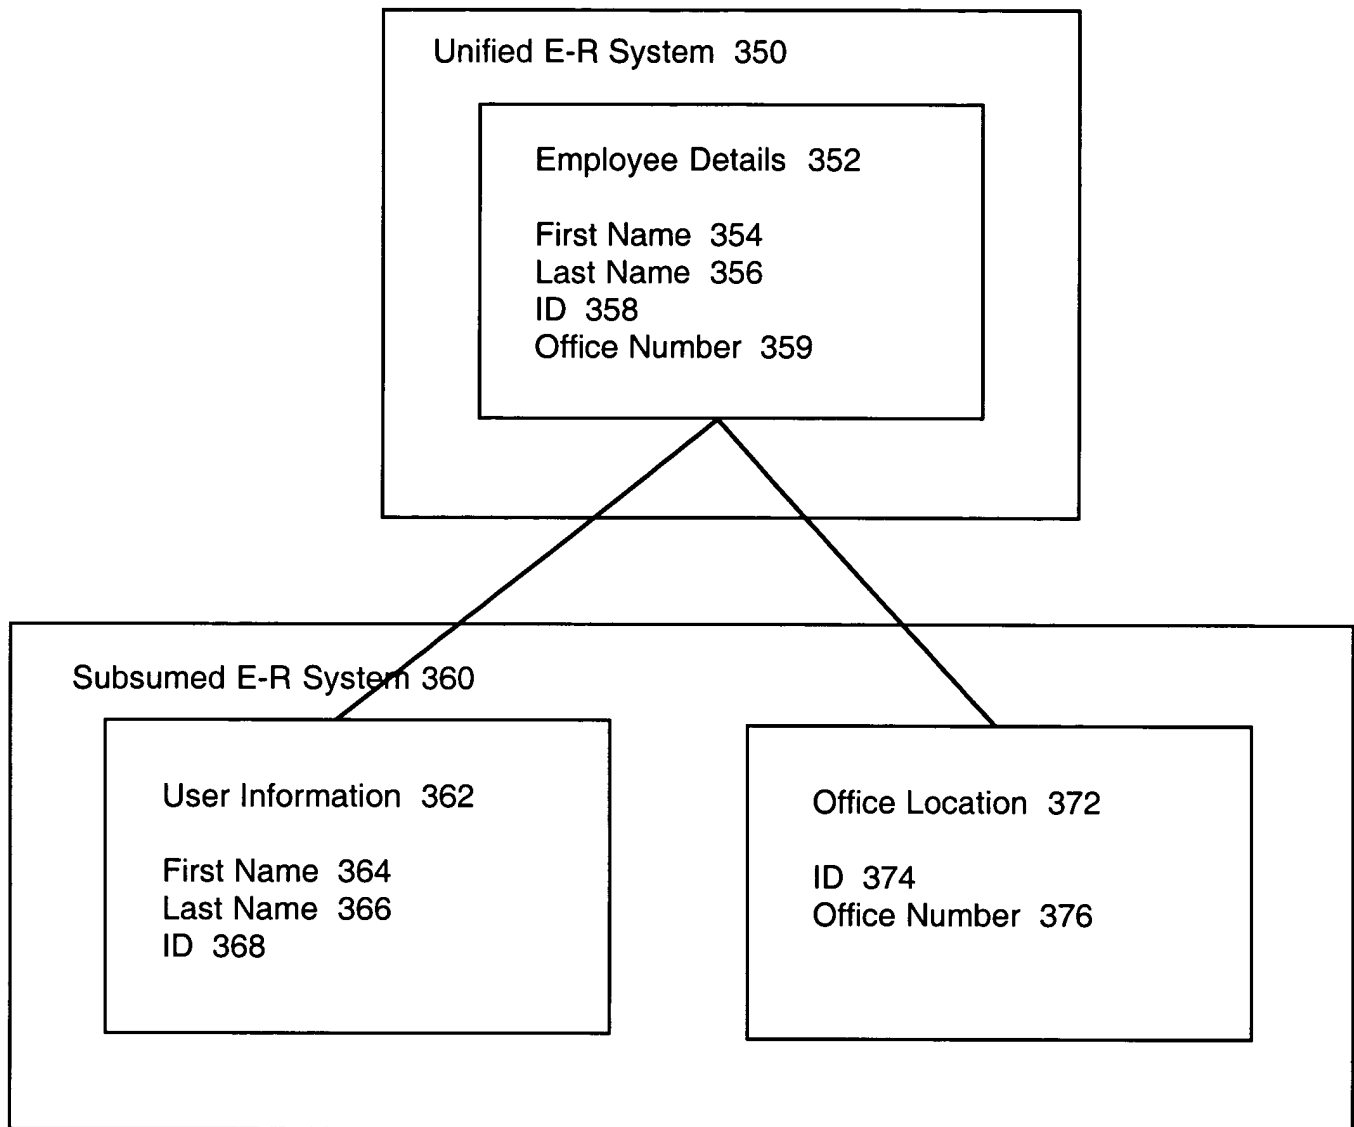 Unified E-R System 350
Employee Details 352
First Name 354
Last Name 356
ID 358
Office Number 359
Subsumed E-R System 360
User Information 362
First Name 364
Last Name 366
ID 368
Office Location 372
ID 374
Office Number 376